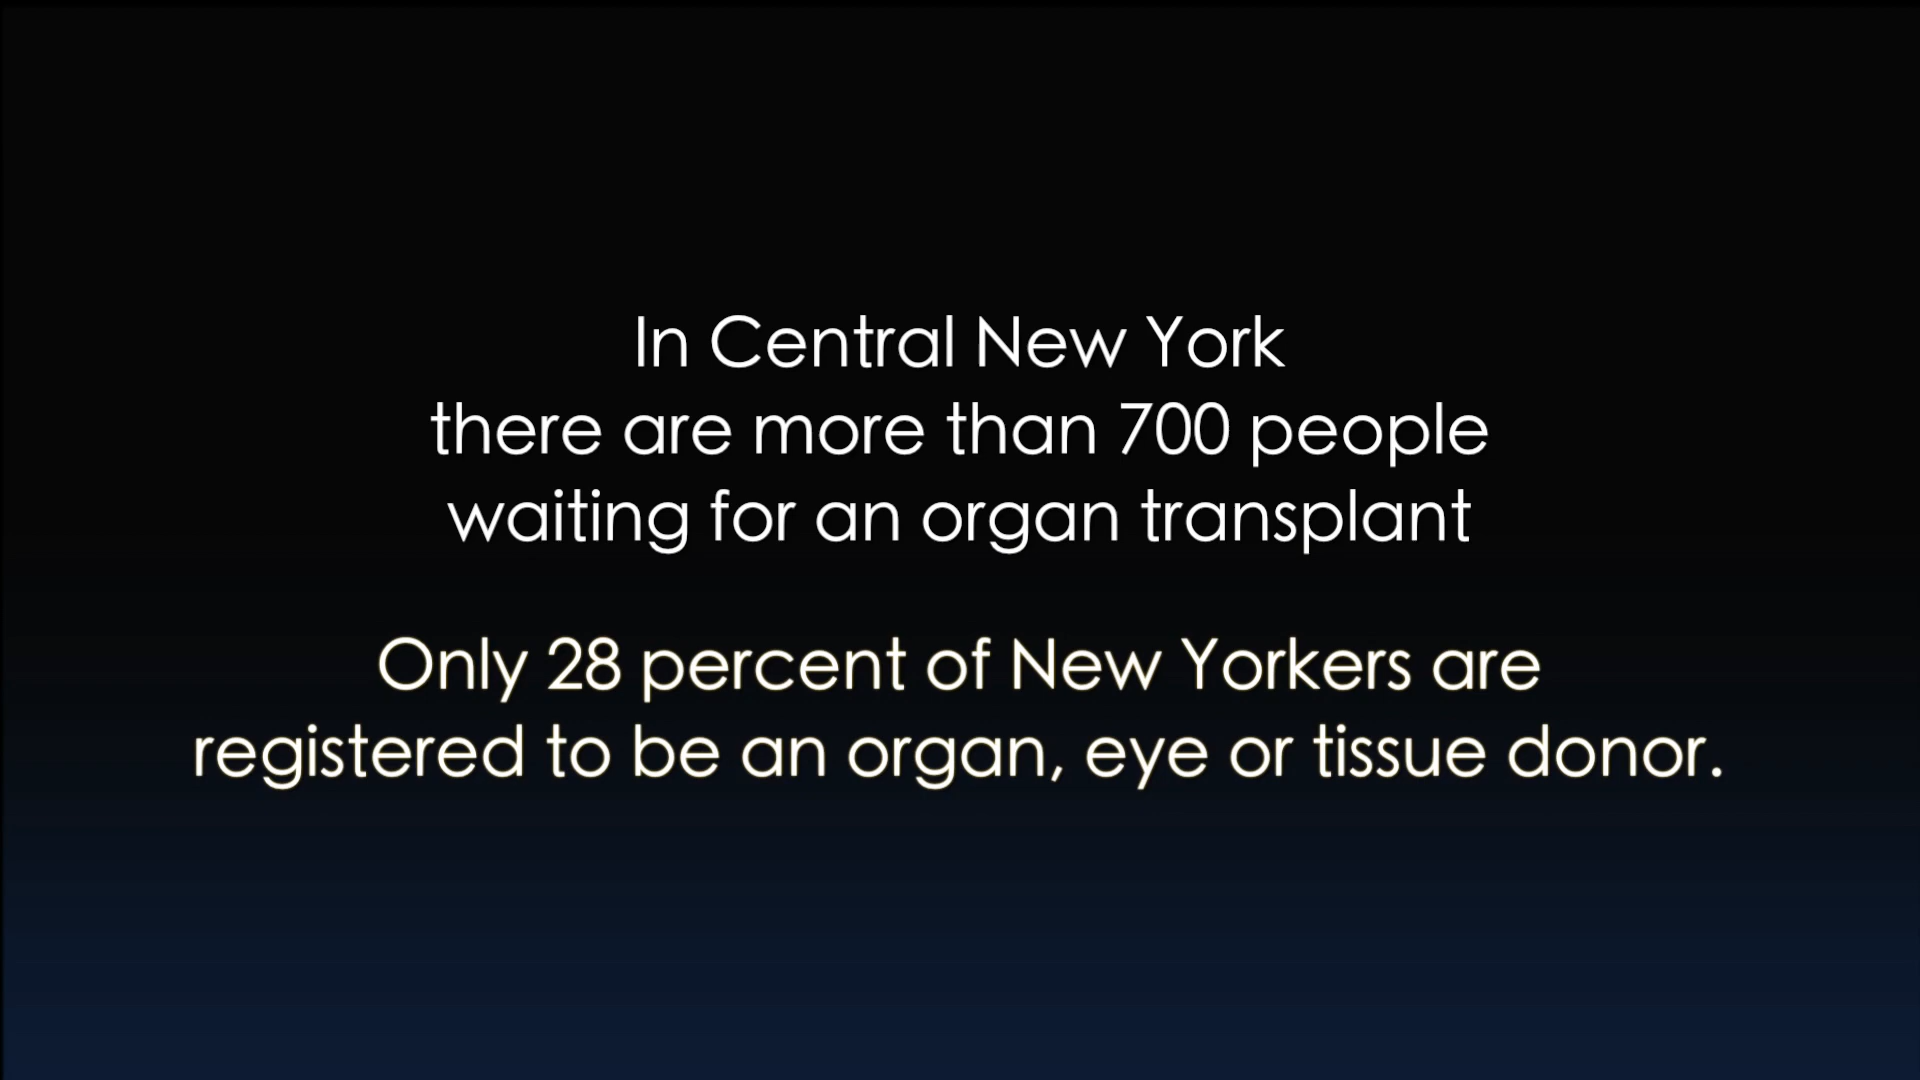 In Central New York
there are more than 700 people
waiting for an organ transplant
Only 28 percent of New Yorkers are
registered to be an organ, eye or tissue donor.